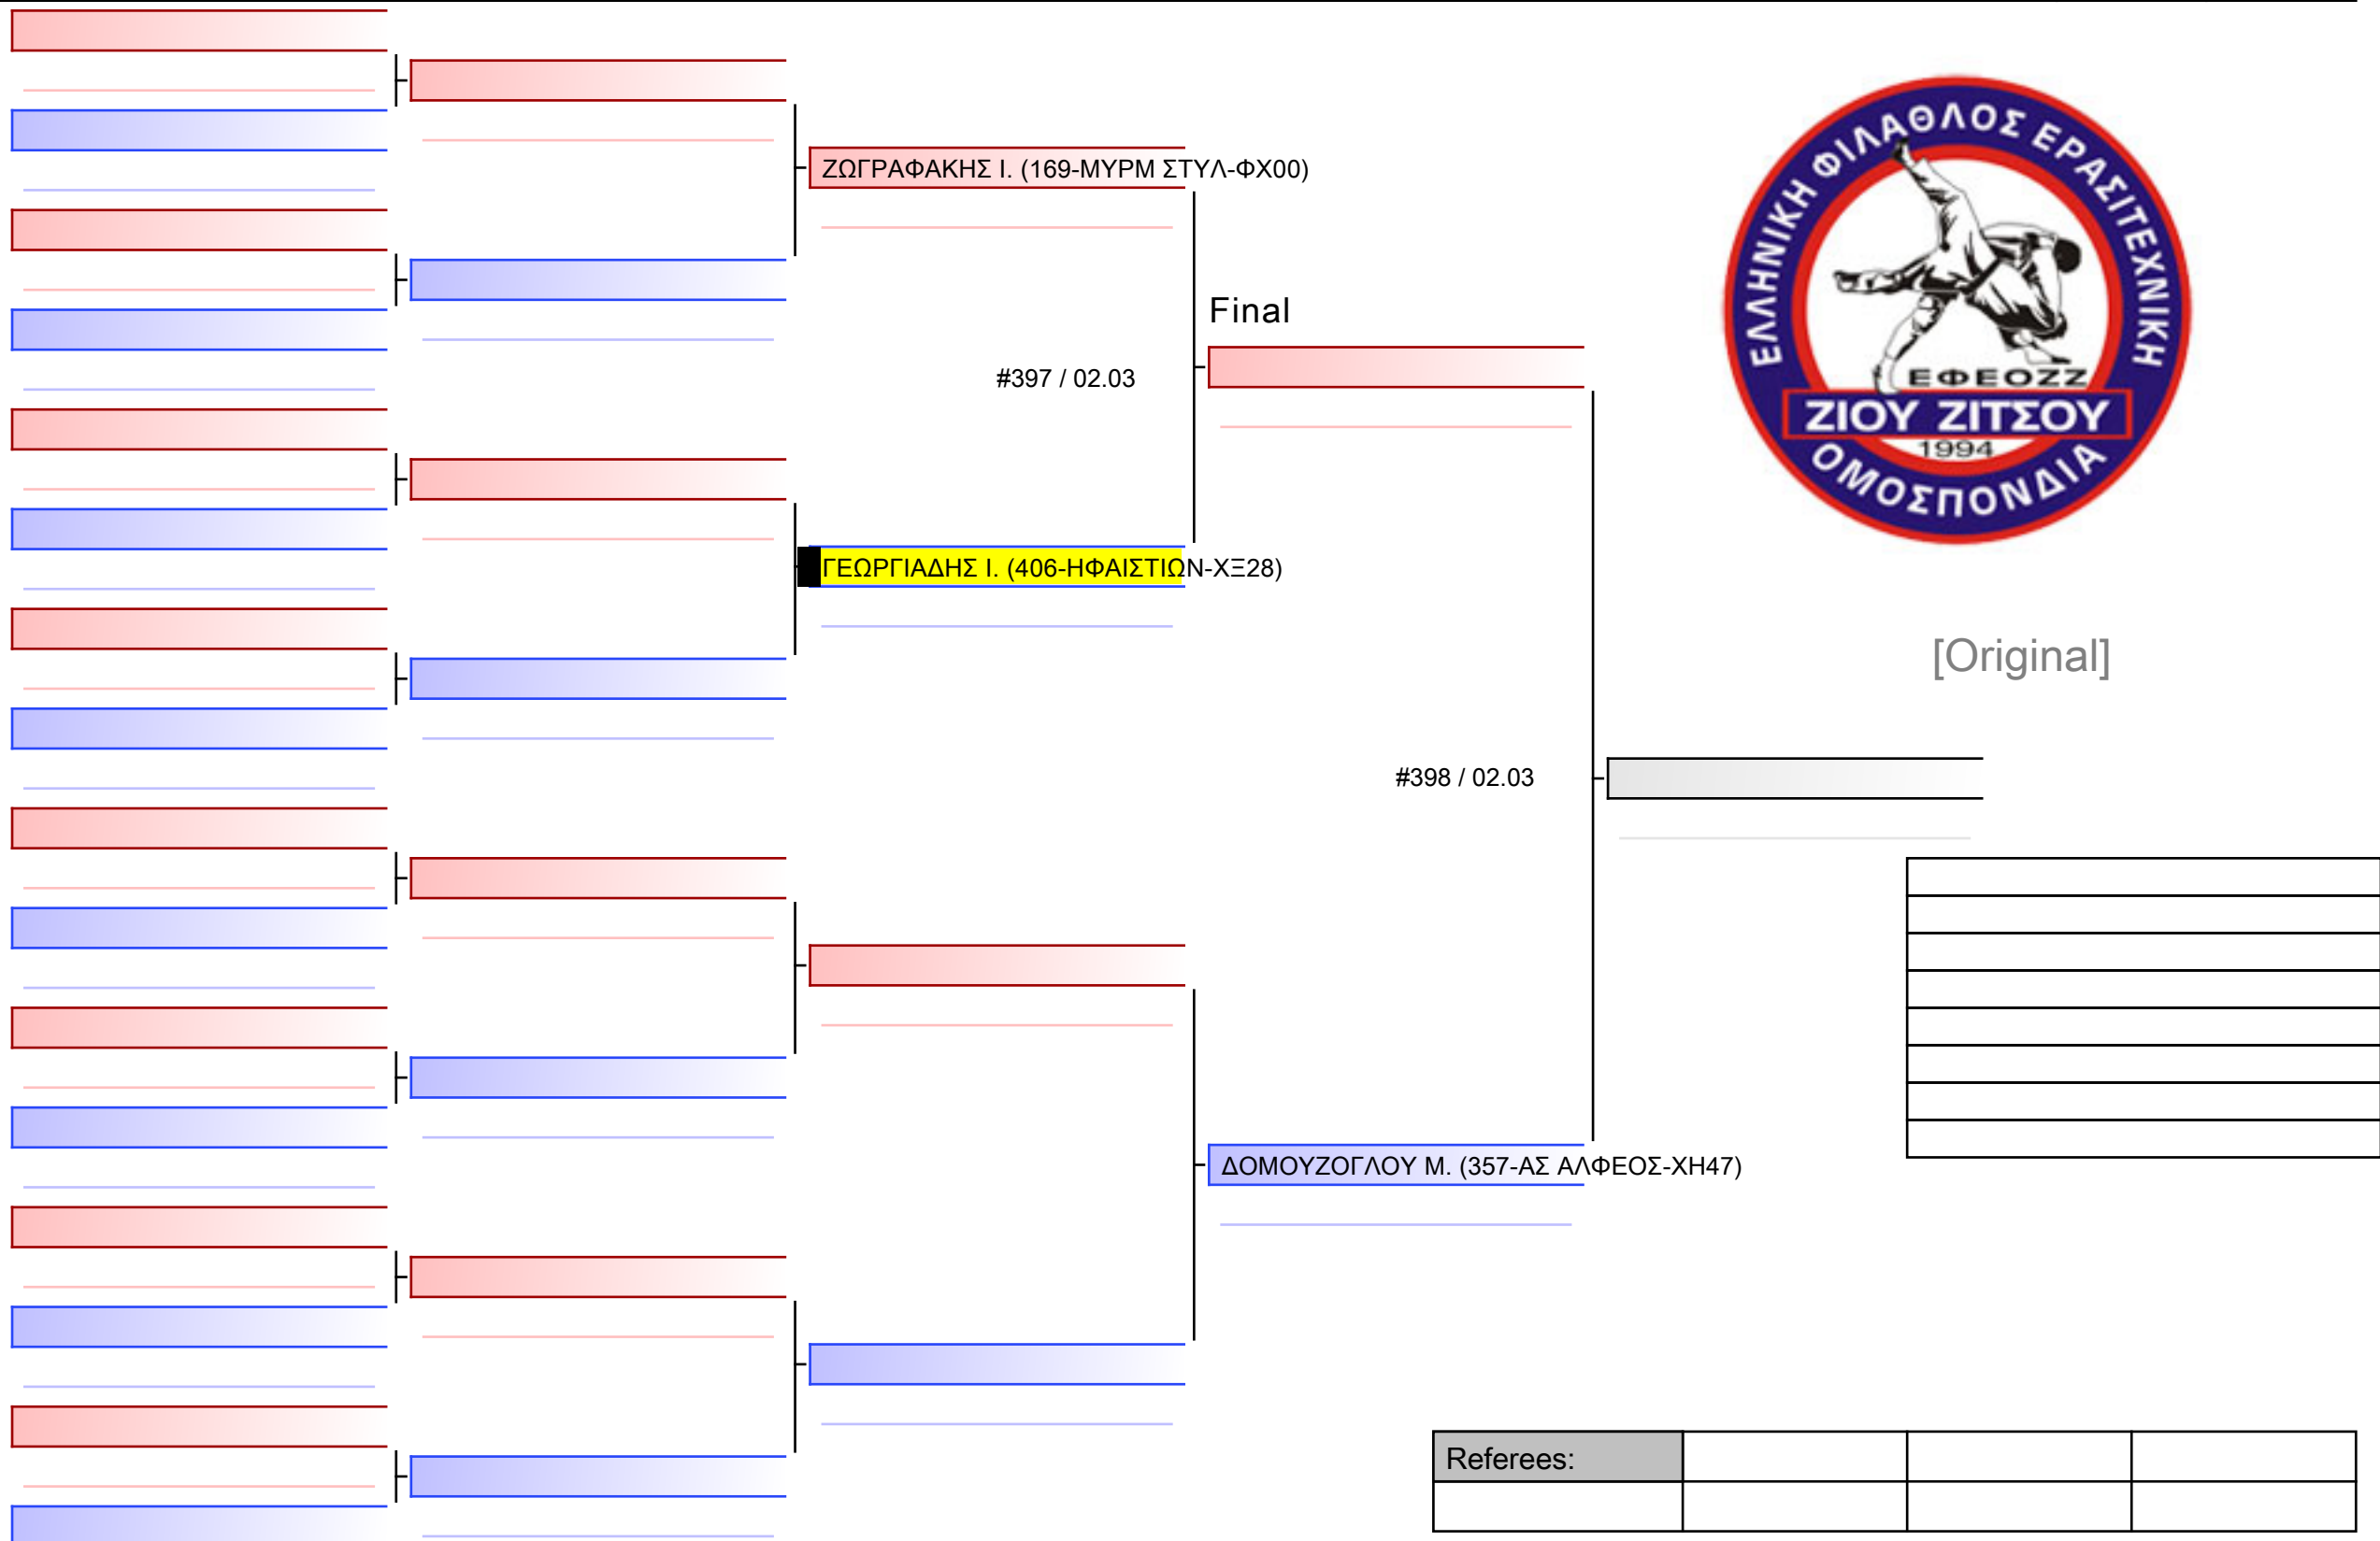 ΕΛΛΗΝΙΚΗ ΦΙΛΑΘΛΟΣ ΕΡΑΣΙΤΕΧΝΙΚΗ
ΖΩΓΡΑΦΑΚΗΣ Ι. (169-ΜΥΡΜ ΣΤΥΛ-ΦΧ00)
Final
#397 / 02.03
ΕΦΕΟΖΖ
ΖΙΟΥ ΖΙΤΣΟΥ
1994
ΟΜΟΣΠΟΝΔΙΑ
ΓΕΩΡΓΙΑΔΗΣ Ι. (406-ΗΦΑΙΣΤΙΩΝ-ΧΞ28)
[Original]
#398 / 02.03
ΔΟΜΟΥΖΟΓΛΟΥ Μ. (357-ΑΣ ΑΛΦΕΟΣ-ΧΗ47)
Referees: